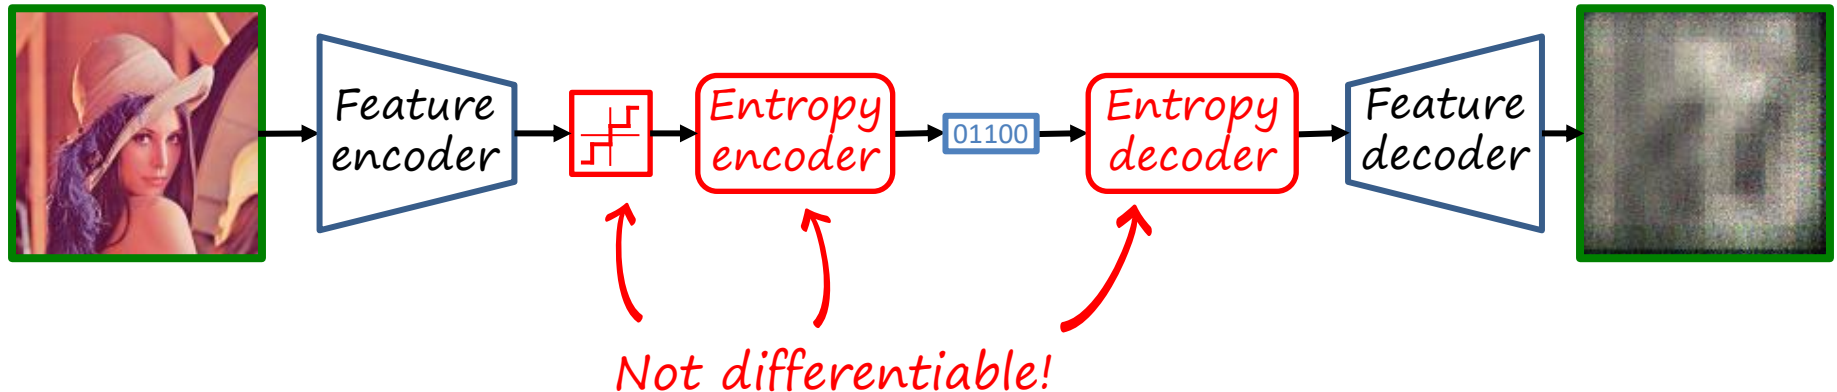 Feature
encoder
Entropy
encoder
01100
Entropy
decoder
Feature
decoder
Not differentiable!